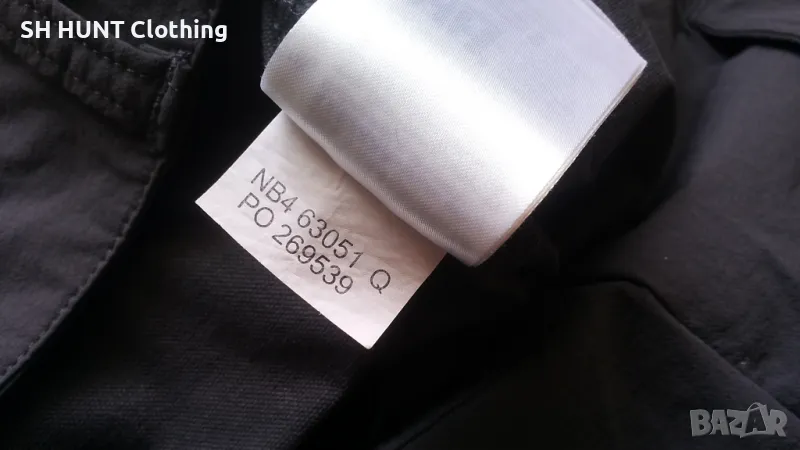 SH HUNT Clothing
NB4 63051 Q
PO 269539
BAZAR